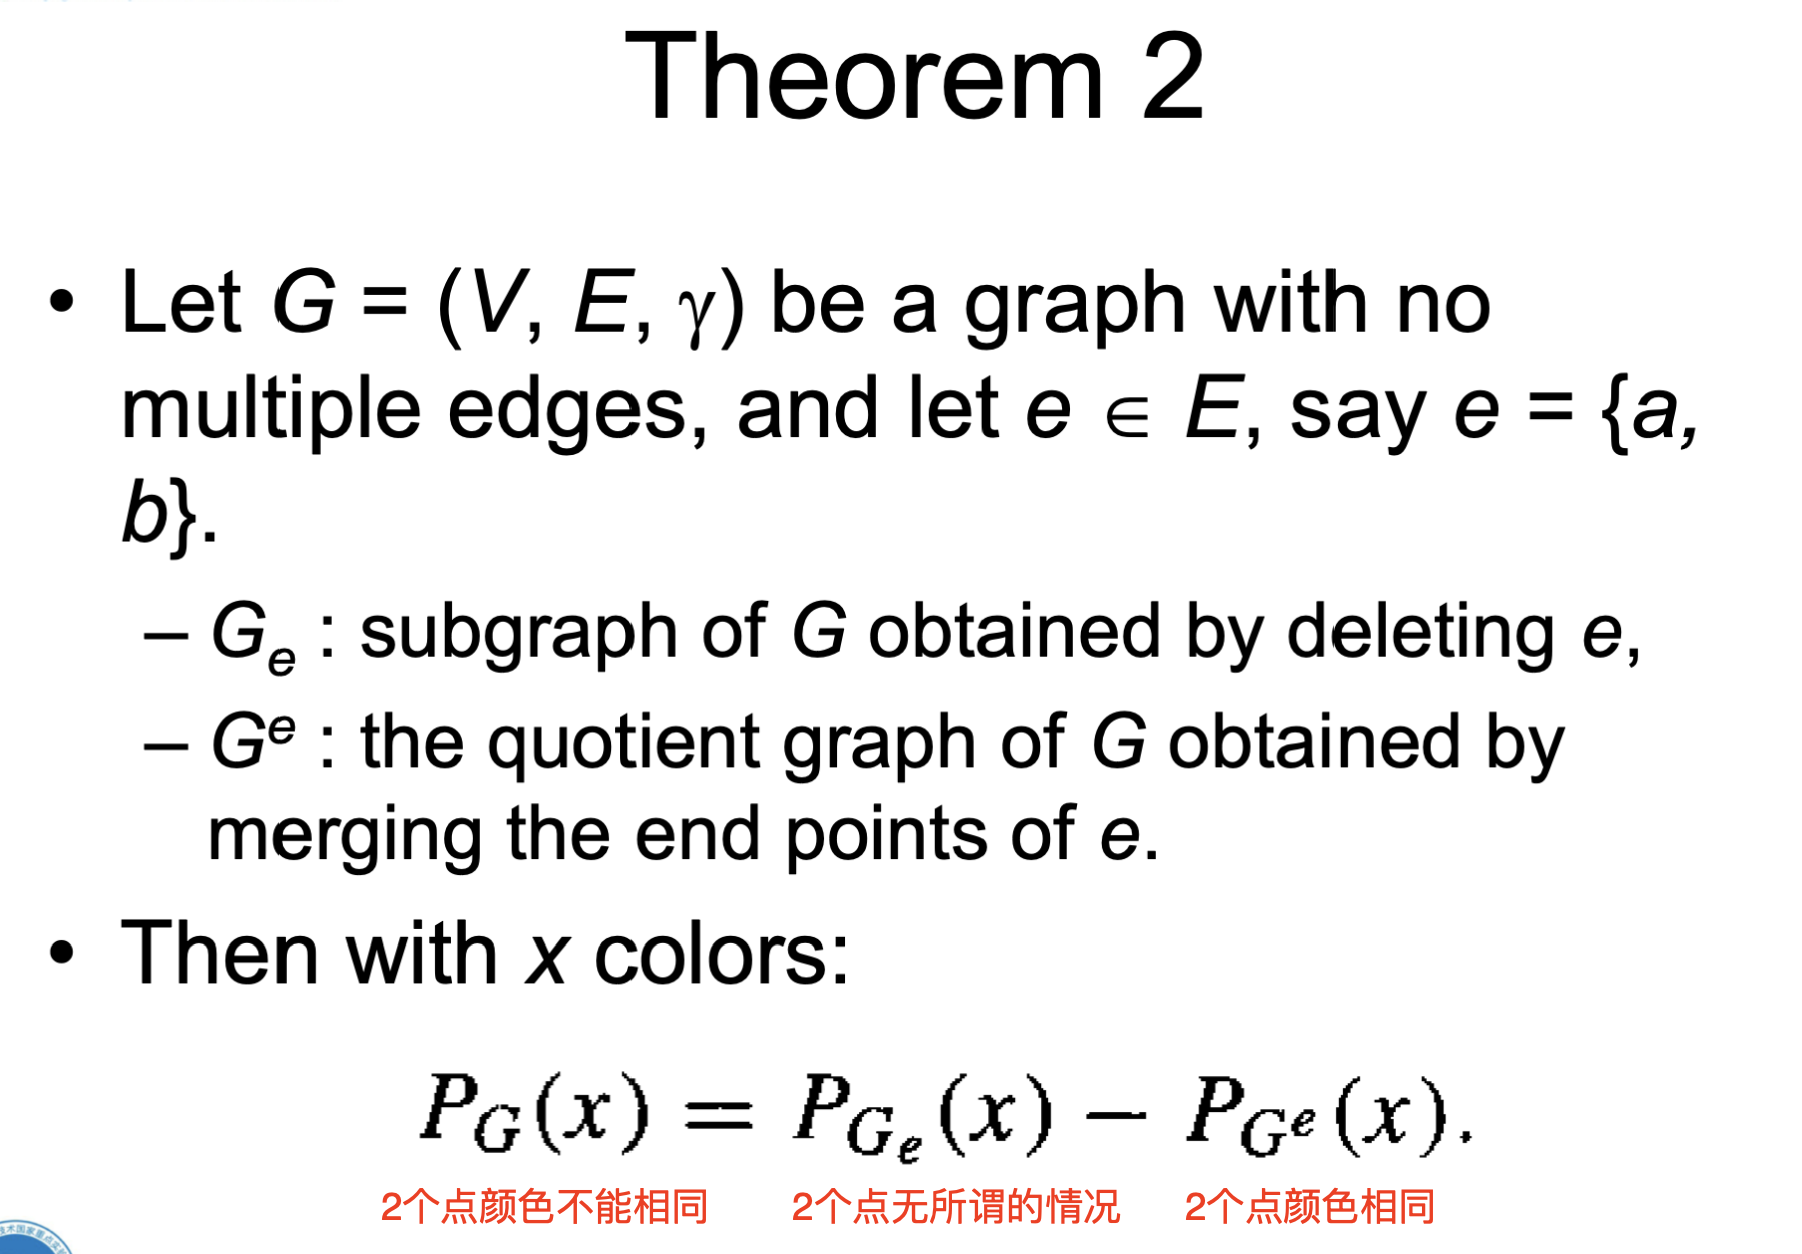 Theorem 2
• Let G = (V, E, γ) be a graph with no
multiple edges, and let e ∈ E, say e = {a,
b}.
– Gₑ : subgraph of G obtained by deleting e,
– Gᵉ : the quotient graph of G obtained by
merging the end points of e.
• Then with x colors:
P_G(x) = P_{G_e}(x) − P_{G^e}(x).
2个点颜色不能相同 2个点无所谓的情况 2个点颜色相同